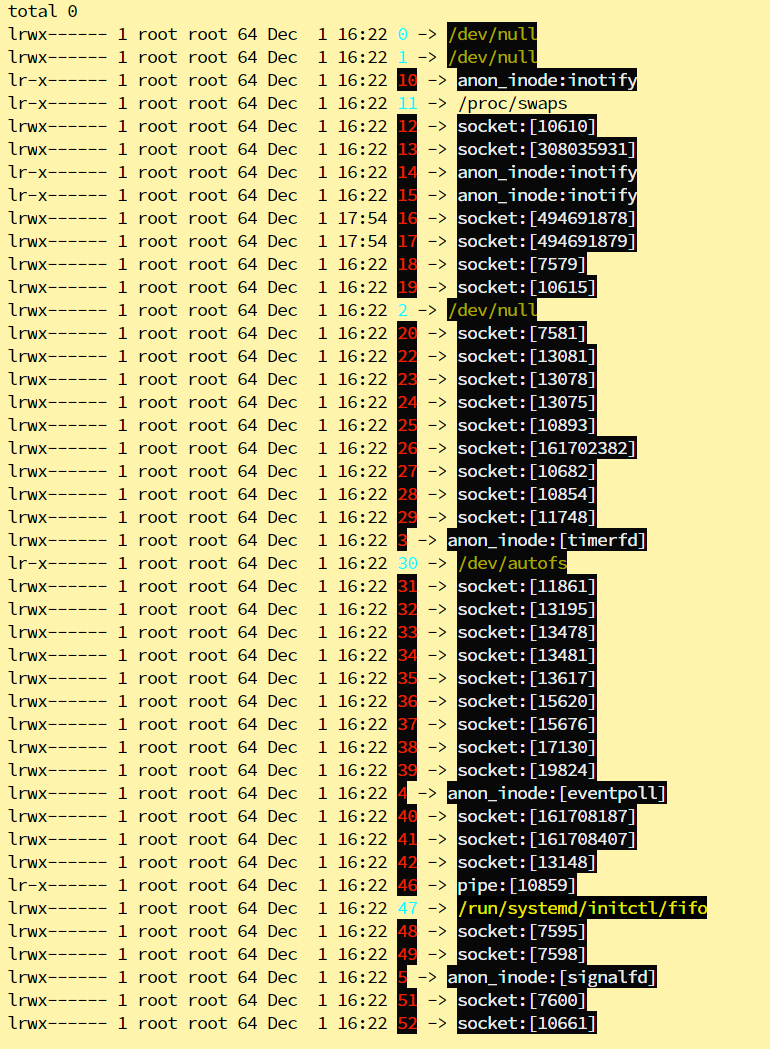 total 0
lrwx------ 1 root root 64 Dec  1 16:22 0 -> /dev/null
lrwx------ 1 root root 64 Dec  1 16:22 1 -> /dev/null
lr-x------ 1 root root 64 Dec  1 16:22 10 -> anon_inode:inotify
lr-x------ 1 root root 64 Dec  1 16:22 11 -> /proc/swaps
lrwx------ 1 root root 64 Dec  1 16:22 12 -> socket:[10610]
lrwx------ 1 root root 64 Dec  1 16:22 13 -> socket:[308035931]
lr-x------ 1 root root 64 Dec  1 16:22 14 -> anon_inode:inotify
lr-x------ 1 root root 64 Dec  1 16:22 15 -> anon_inode:inotify
lrwx------ 1 root root 64 Dec  1 17:54 16 -> socket:[494691878]
lrwx------ 1 root root 64 Dec  1 17:54 17 -> socket:[494691879]
lrwx------ 1 root root 64 Dec  1 16:22 18 -> socket:[7579]
lrwx------ 1 root root 64 Dec  1 16:22 19 -> socket:[10615]
lrwx------ 1 root root 64 Dec  1 16:22 2 -> /dev/null
lrwx------ 1 root root 64 Dec  1 16:22 20 -> socket:[7581]
lrwx------ 1 root root 64 Dec  1 16:22 22 -> socket:[13081]
lrwx------ 1 root root 64 Dec  1 16:22 23 -> socket:[13078]
lrwx------ 1 root root 64 Dec  1 16:22 24 -> socket:[13075]
lrwx------ 1 root root 64 Dec  1 16:22 25 -> socket:[10893]
lrwx------ 1 root root 64 Dec  1 16:22 26 -> socket:[161702382]
lrwx------ 1 root root 64 Dec  1 16:22 27 -> socket:[10682]
lrwx------ 1 root root 64 Dec  1 16:22 28 -> socket:[10854]
lrwx------ 1 root root 64 Dec  1 16:22 29 -> socket:[11748]
lrwx------ 1 root root 64 Dec  1 16:22 3 -> anon_inode:[timerfd]
lr-x------ 1 root root 64 Dec  1 16:22 30 -> /dev/autofs
lrwx------ 1 root root 64 Dec  1 16:22 31 -> socket:[11861]
lrwx------ 1 root root 64 Dec  1 16:22 32 -> socket:[13195]
lrwx------ 1 root root 64 Dec  1 16:22 33 -> socket:[13478]
lrwx------ 1 root root 64 Dec  1 16:22 34 -> socket:[13481]
lrwx------ 1 root root 64 Dec  1 16:22 35 -> socket:[13617]
lrwx------ 1 root root 64 Dec  1 16:22 36 -> socket:[15620]
lrwx------ 1 root root 64 Dec  1 16:22 37 -> socket:[15676]
lrwx------ 1 root root 64 Dec  1 16:22 38 -> socket:[17130]
lrwx------ 1 root root 64 Dec  1 16:22 39 -> socket:[19824]
lrwx------ 1 root root 64 Dec  1 16:22 4 -> anon_inode:[eventpoll]
lrwx------ 1 root root 64 Dec  1 16:22 40 -> socket:[161708187]
lrwx------ 1 root root 64 Dec  1 16:22 41 -> socket:[161708407]
lrwx------ 1 root root 64 Dec  1 16:22 42 -> socket:[13148]
lr-x------ 1 root root 64 Dec  1 16:22 46 -> pipe:[10859]
lrwx------ 1 root root 64 Dec  1 16:22 47 -> /run/systemd/initctl/fifo
lrwx------ 1 root root 64 Dec  1 16:22 48 -> socket:[7595]
lrwx------ 1 root root 64 Dec  1 16:22 49 -> socket:[7598]
lrwx------ 1 root root 64 Dec  1 16:22 5 -> anon_inode:[signalfd]
lrwx------ 1 root root 64 Dec  1 16:22 51 -> socket:[7600]
lrwx------ 1 root root 64 Dec  1 16:22 52 -> socket:[10661]